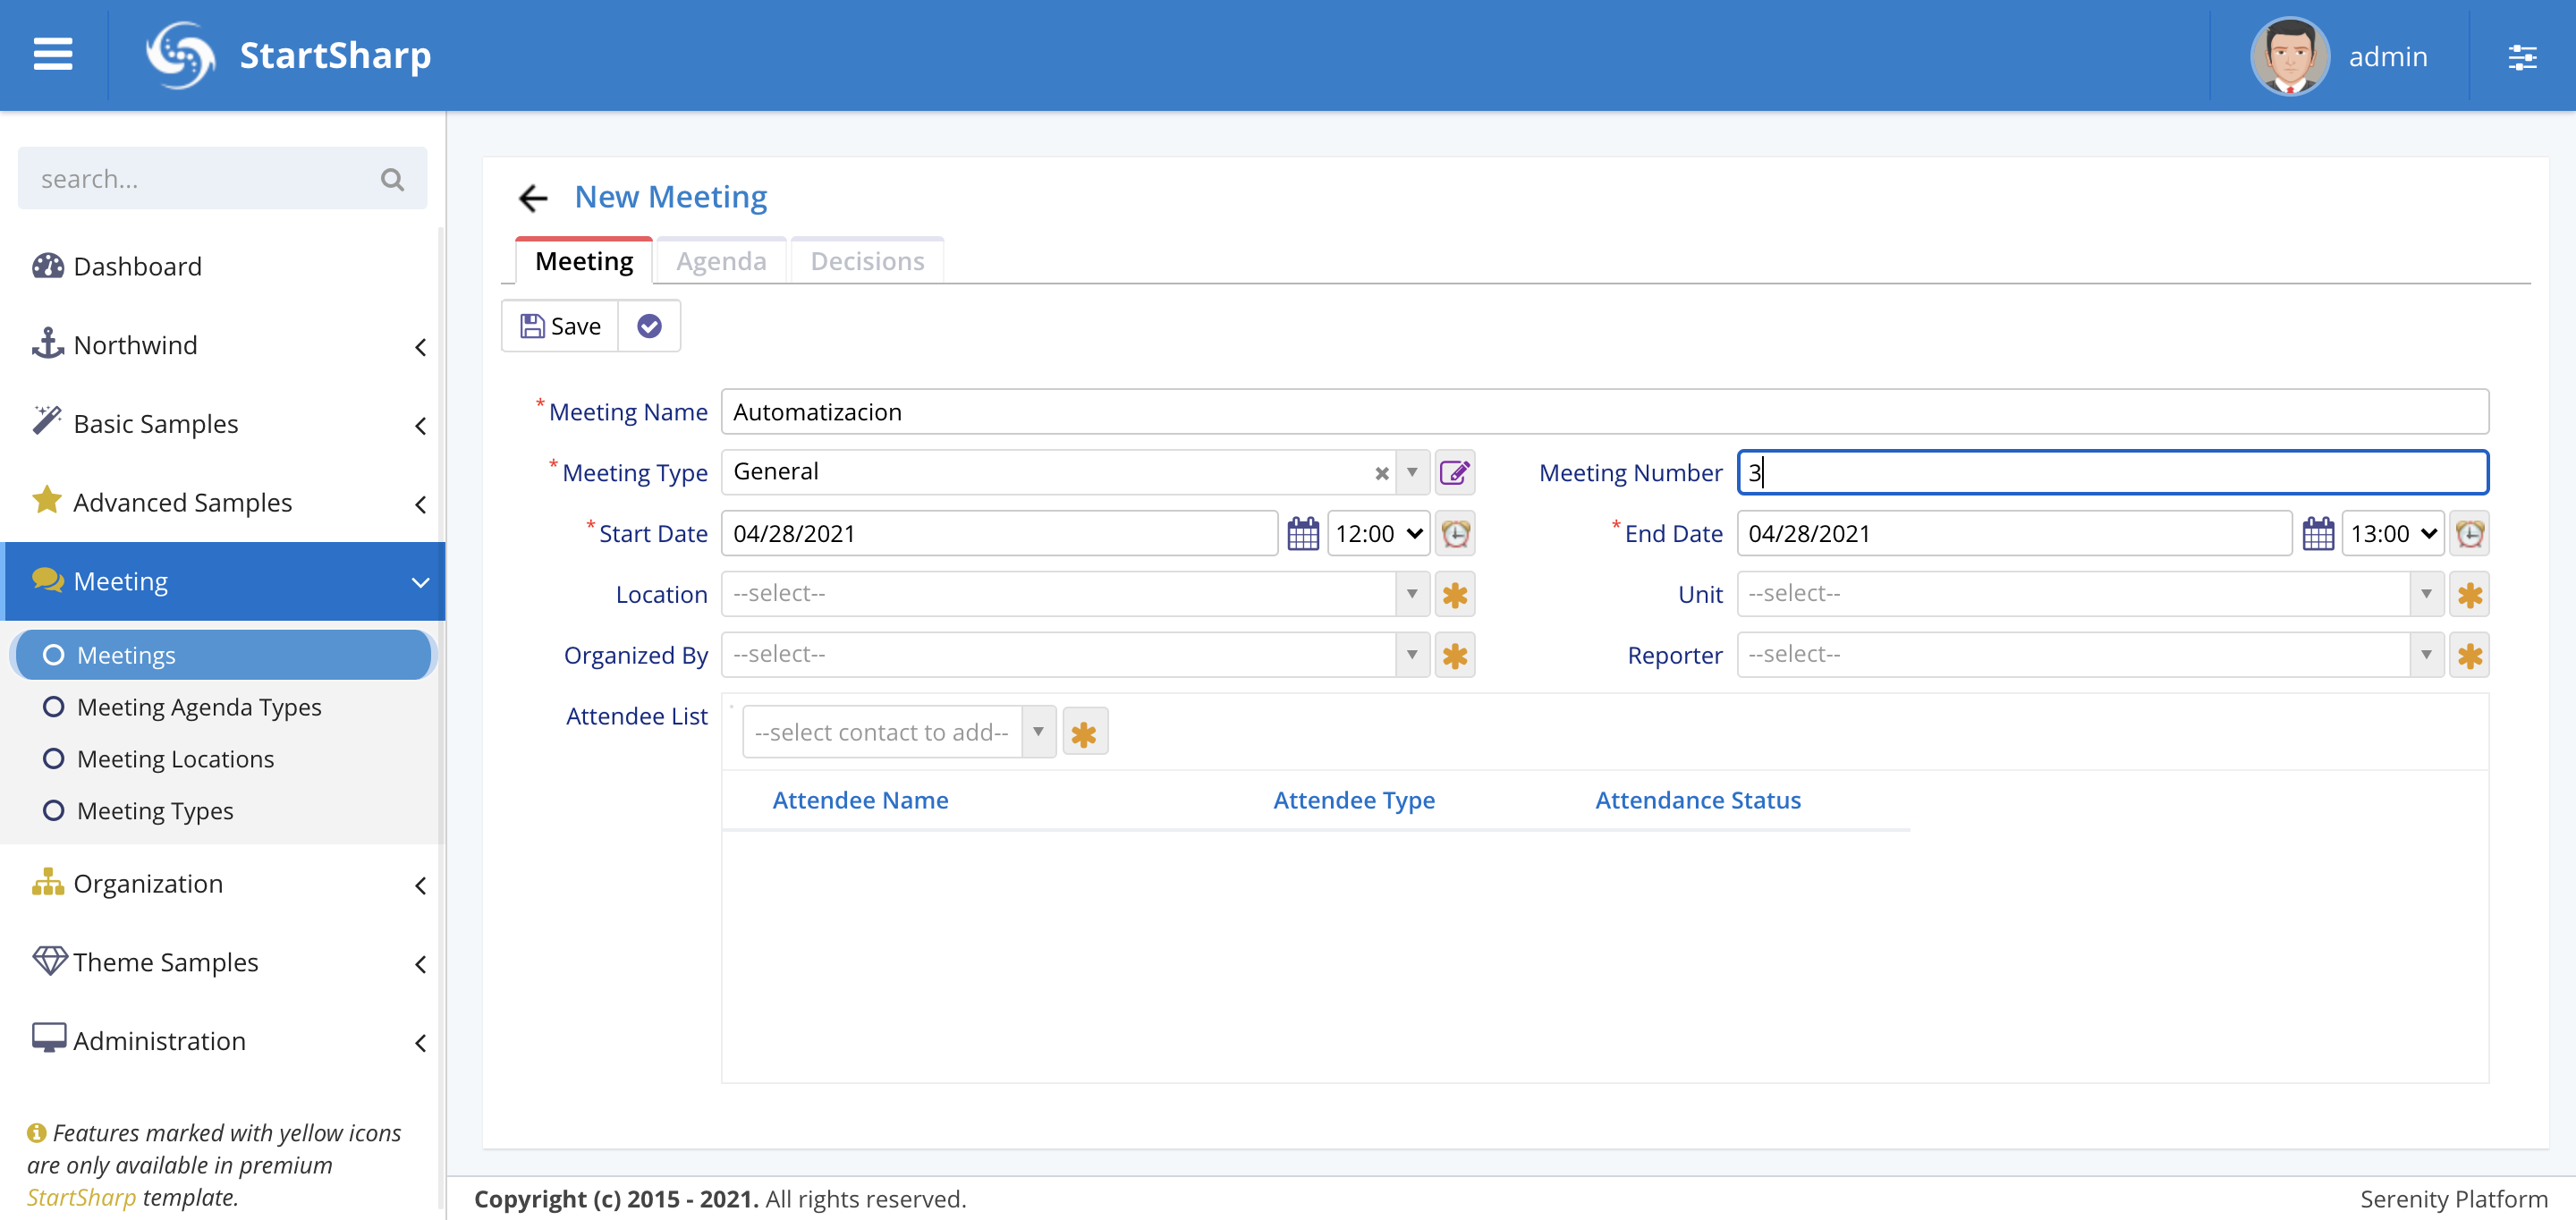 StartSharp
admin
search...
Dashboard
Northwind
Basic Samples
Advanced Samples
Meeting
Meetings
Meeting Agenda Types
Meeting Locations
Meeting Types
Organization
Theme Samples
Administration
Features marked with yellow icons
are only available in premium
StartSharp template.
New Meeting
Meeting Agenda Decisions
Save
* Meeting Name Automatizacion
* Meeting Type General Meeting Number 3
* Start Date 04/28/2021 12:00 * End Date 04/28/2021 13:00
Location --select-- Unit --select--
Organized By --select-- Reporter --select--
Attendee List --select contact to add--
Attendee Name Attendee Type Attendance Status
Copyright (c) 2015 - 2021. All rights reserved. Serenity Platform